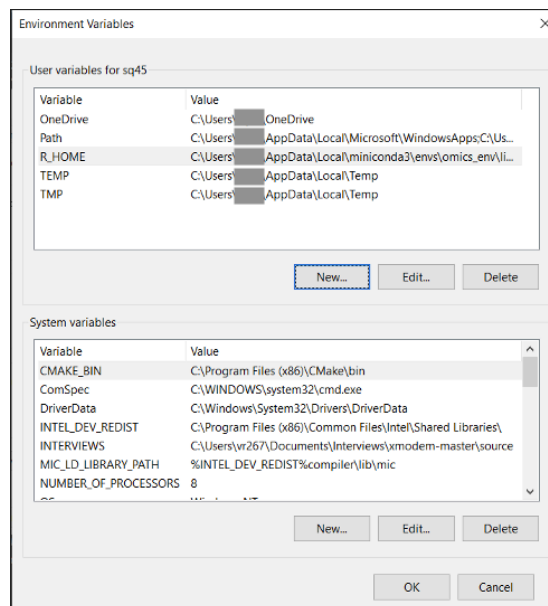 Environment Variables
User variables for sq45
Variable Value
OneDrive C:\Users\ \OneDrive
Path C:\Users\ \AppData\Local\Microsoft\WindowsApps;C:\Us...
R_HOME C:\Users\ \AppData\Local\miniconda3\envs\omics_env\li...
TEMP C:\Users\ \AppData\Local\Temp
TMP C:\Users\ \AppData\Local\Temp
New... Edit... Delete
System variables
Variable Value
CMAKE_BIN C:\Program Files (x86)\CMake\bin
ComSpec C:\WINDOWS\system32\cmd.exe
DriverData C:\Windows\System32\Drivers\DriverData
INTEL_DEV_REDIST C:\Program Files (x86)\Common Files\Intel\Shared Libraries\
INTERVIEWS C:\Users\vr267\Documents\Interviews\xmodem-master\source
MIC_LD_LIBRARY_PATH %INTEL_DEV_REDIST%compiler\lib\mic
NUMBER_OF_PROCESSORS 8
New... Edit... Delete
OK Cancel